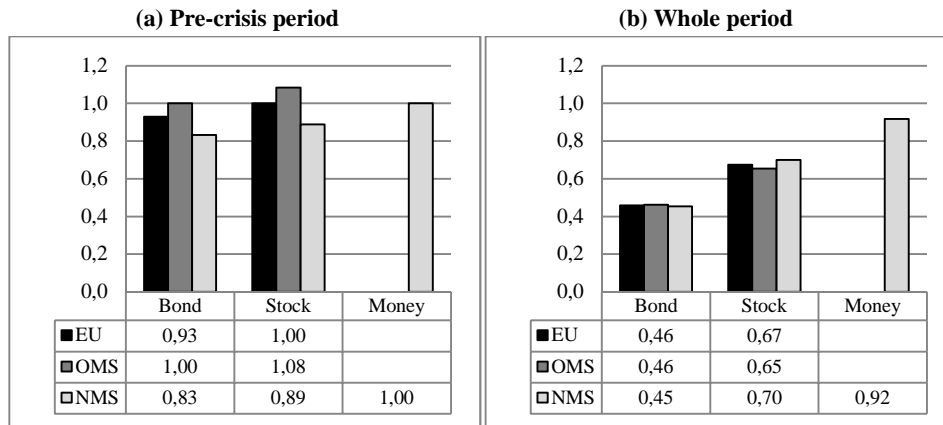 (a) Pre-crisis period
1,2
1,0
0,8
0,6
0,4
0,2
0,0
Bond Stock Money
EU 0,93 1,00
OMS 1,00 1,08
NMS 0,83 0,89 1,00
(b) Whole period
1,2
1,0
0,8
0,6
0,4
0,2
0,0
Bond Stock Money
EU 0,46 0,67
OMS 0,46 0,65
NMS 0,45 0,70 0,92